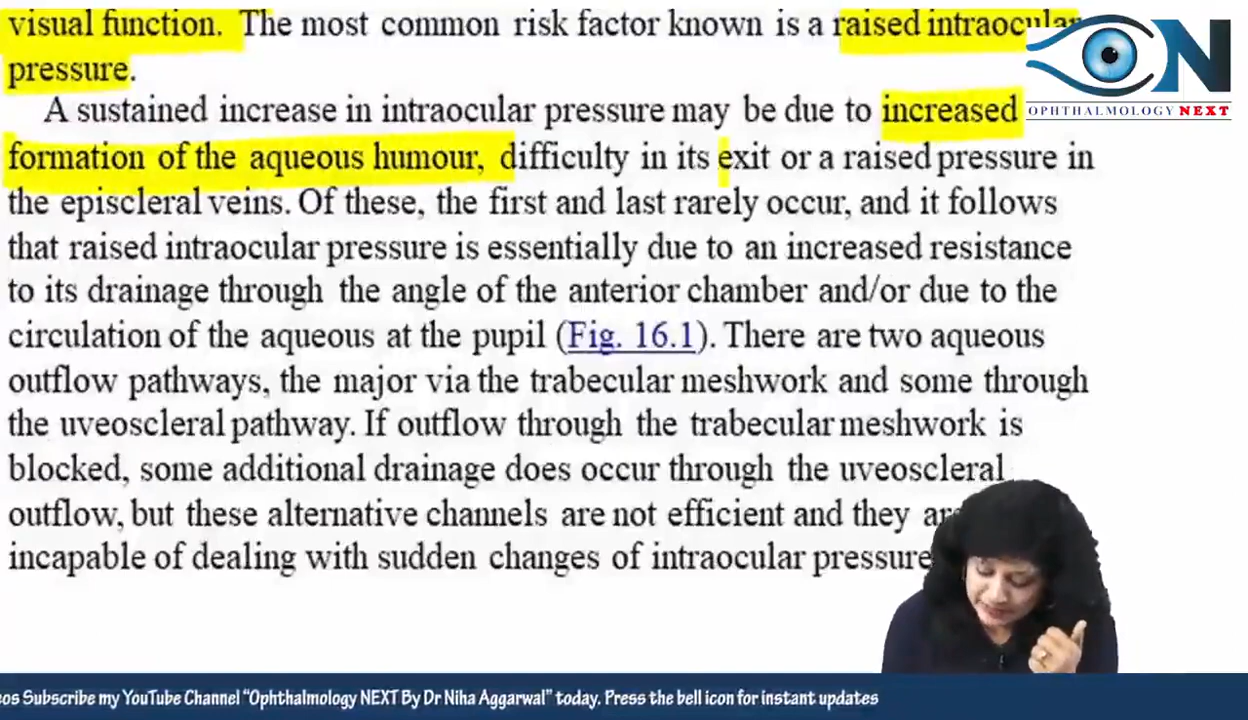 visual function. The most common risk factor known is a raised intraocular
pressure.
A sustained increase in intraocular pressure may be due to increased
formation of the aqueous humour, difficulty in its exit or a raised pressure in
the episcleral veins. Of these, the first and last rarely occur, and it follows
that raised intraocular pressure is essentially due to an increased resistance
to its drainage through the angle of the anterior chamber and/or due to the
circulation of the aqueous at the pupil (Fig. 16.1). There are two aqueous
outflow pathways, the major via the trabecular meshwork and some through
the uveoscleral pathway. If outflow through the trabecular meshwork is
blocked, some additional drainage does occur through the uveoscleral
outflow, but these alternative channels are not efficient and they
incapable of dealing with sudden changes of intraocular pressure
ON
OPHTHALMOLOGY NEXT
Subscribe my YouTube Channel "Ophthalmology NEXT By Dr Niha Aggarwal" today. Press the bell icon for instant updates